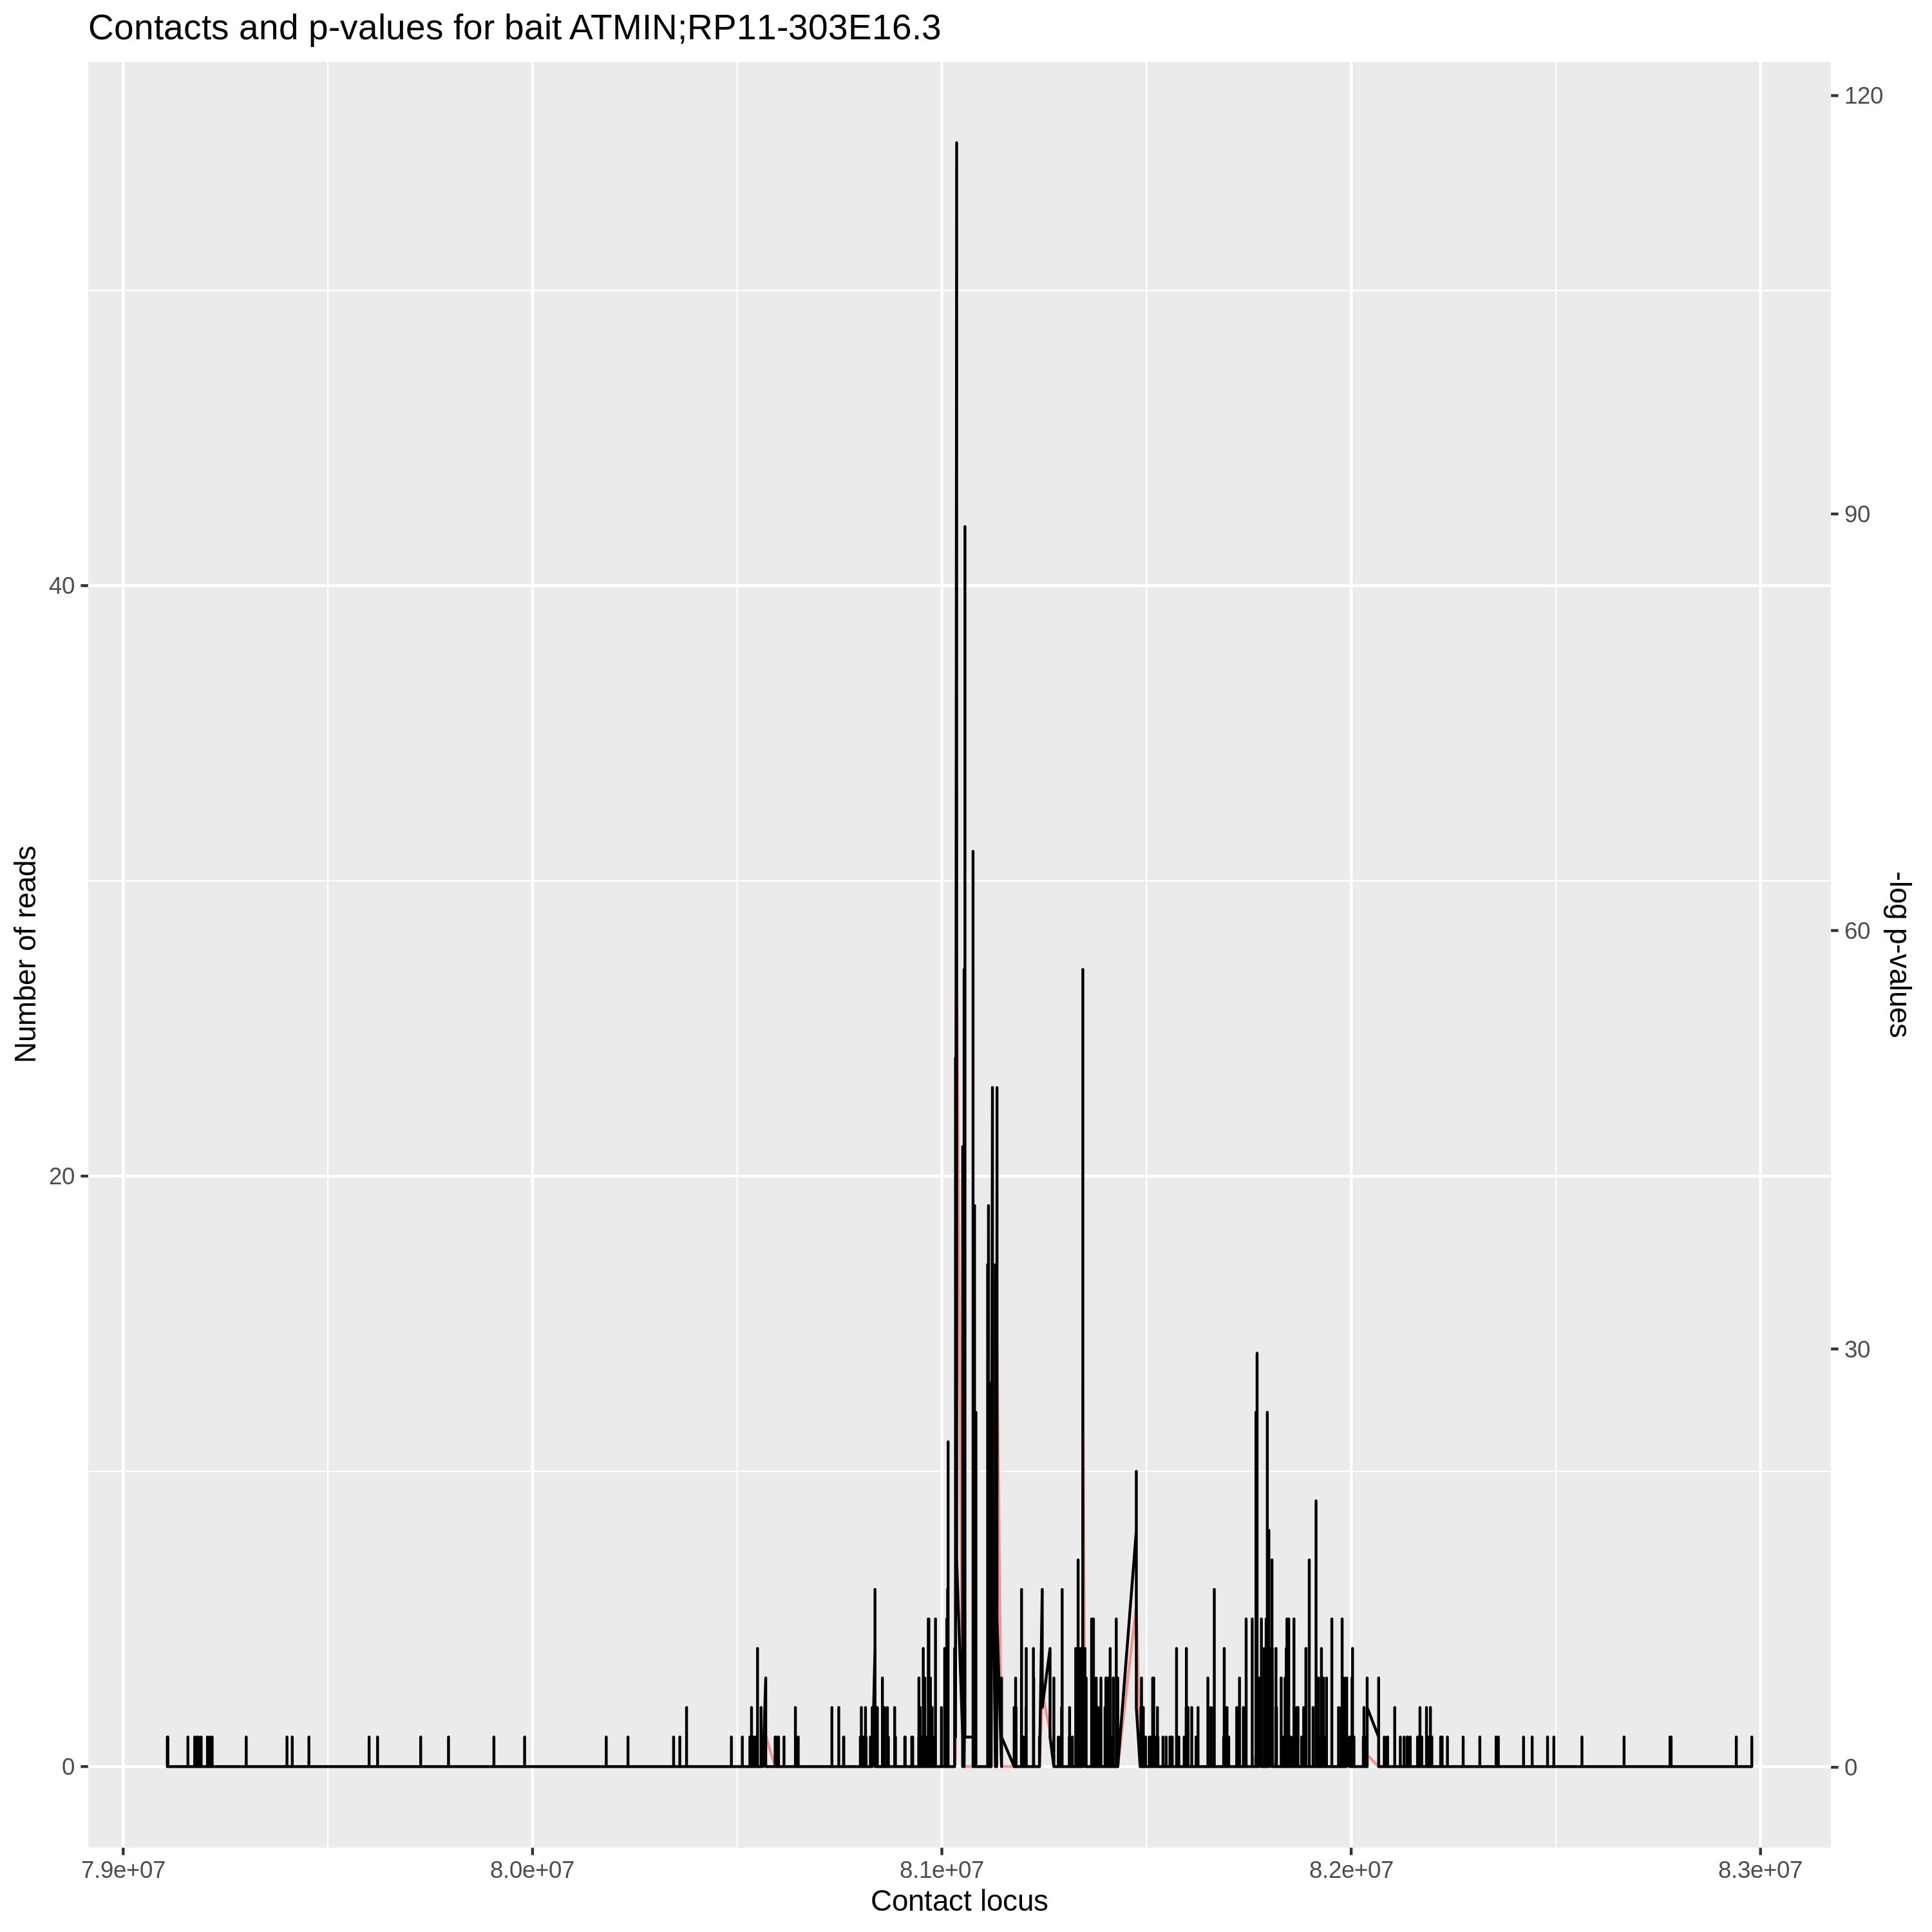 Contacts and p-values for bait ATMIN;RP11-303E16.3
Number of reads
40
20
0
120
90
60
30
0
-log p-values
7.9e+07 8.0e+07 8.1e+07 8.2e+07 8.3e+07
Contact locus